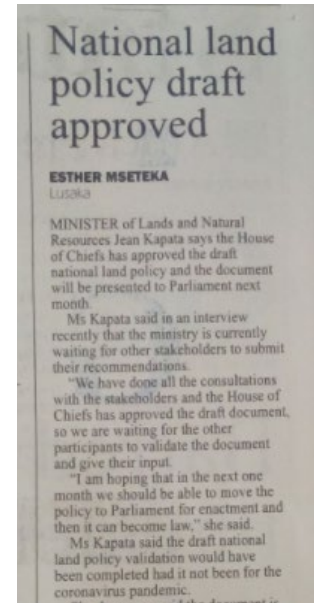 National land
policy draft
approved
ESTHER MSETEKA
Lusaka
MINISTER of Lands and Natural
Resources Jean Kapata says the House
of Chiefs has approved the draft
national land policy and the document
will be presented to Parliament next
month.
Ms Kapata said in an interview
recently that the ministry is currently
waiting for other stakeholders to submit
their recommendations.
"We have done all the consultations
with the stakeholders and the House of
Chiefs has approved the draft document,
so we are waiting for the other
participants to validate the document
and give their input.
"I am hoping that in the next one
month we should be able to move the
policy to Parliament for enactment and
then it can become law," she said.
Ms Kapata said the draft national
land policy validation would have
been completed had it not been for the
coronavirus pandemic.